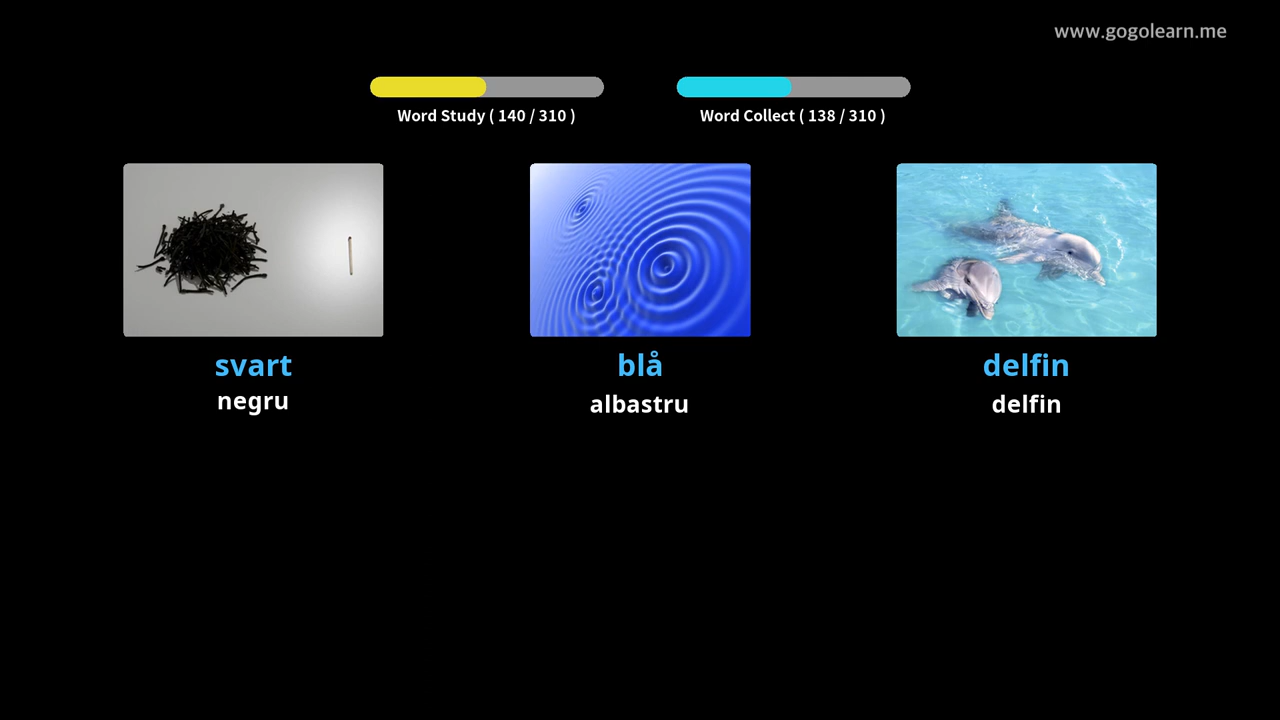 www.gogolearn.me
Word Study ( 140 / 310 )
Word Collect ( 138 / 310 )
svart
negru
blå
albastru
delfin
delfin